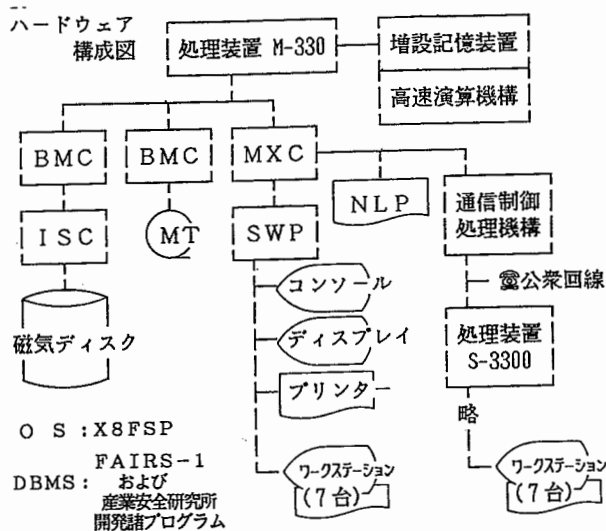 ハードウェア
構成図
処理装置 M-330
増設記憶装置
高速演算機構
BMC
BMC
MXC
ISC
MT
SWP
NLP
通信制御
処理機構
☎公衆回線
コンソール
磁気ディスク
ディスプレイ
処理装置
S-3300
プリンター
略
OS:X8FSP
DBMS:
FAIRS-1
および
産業安全研究所
開発諸プログラム
ワークステーション
(7台)
ワークステーション
(7台)